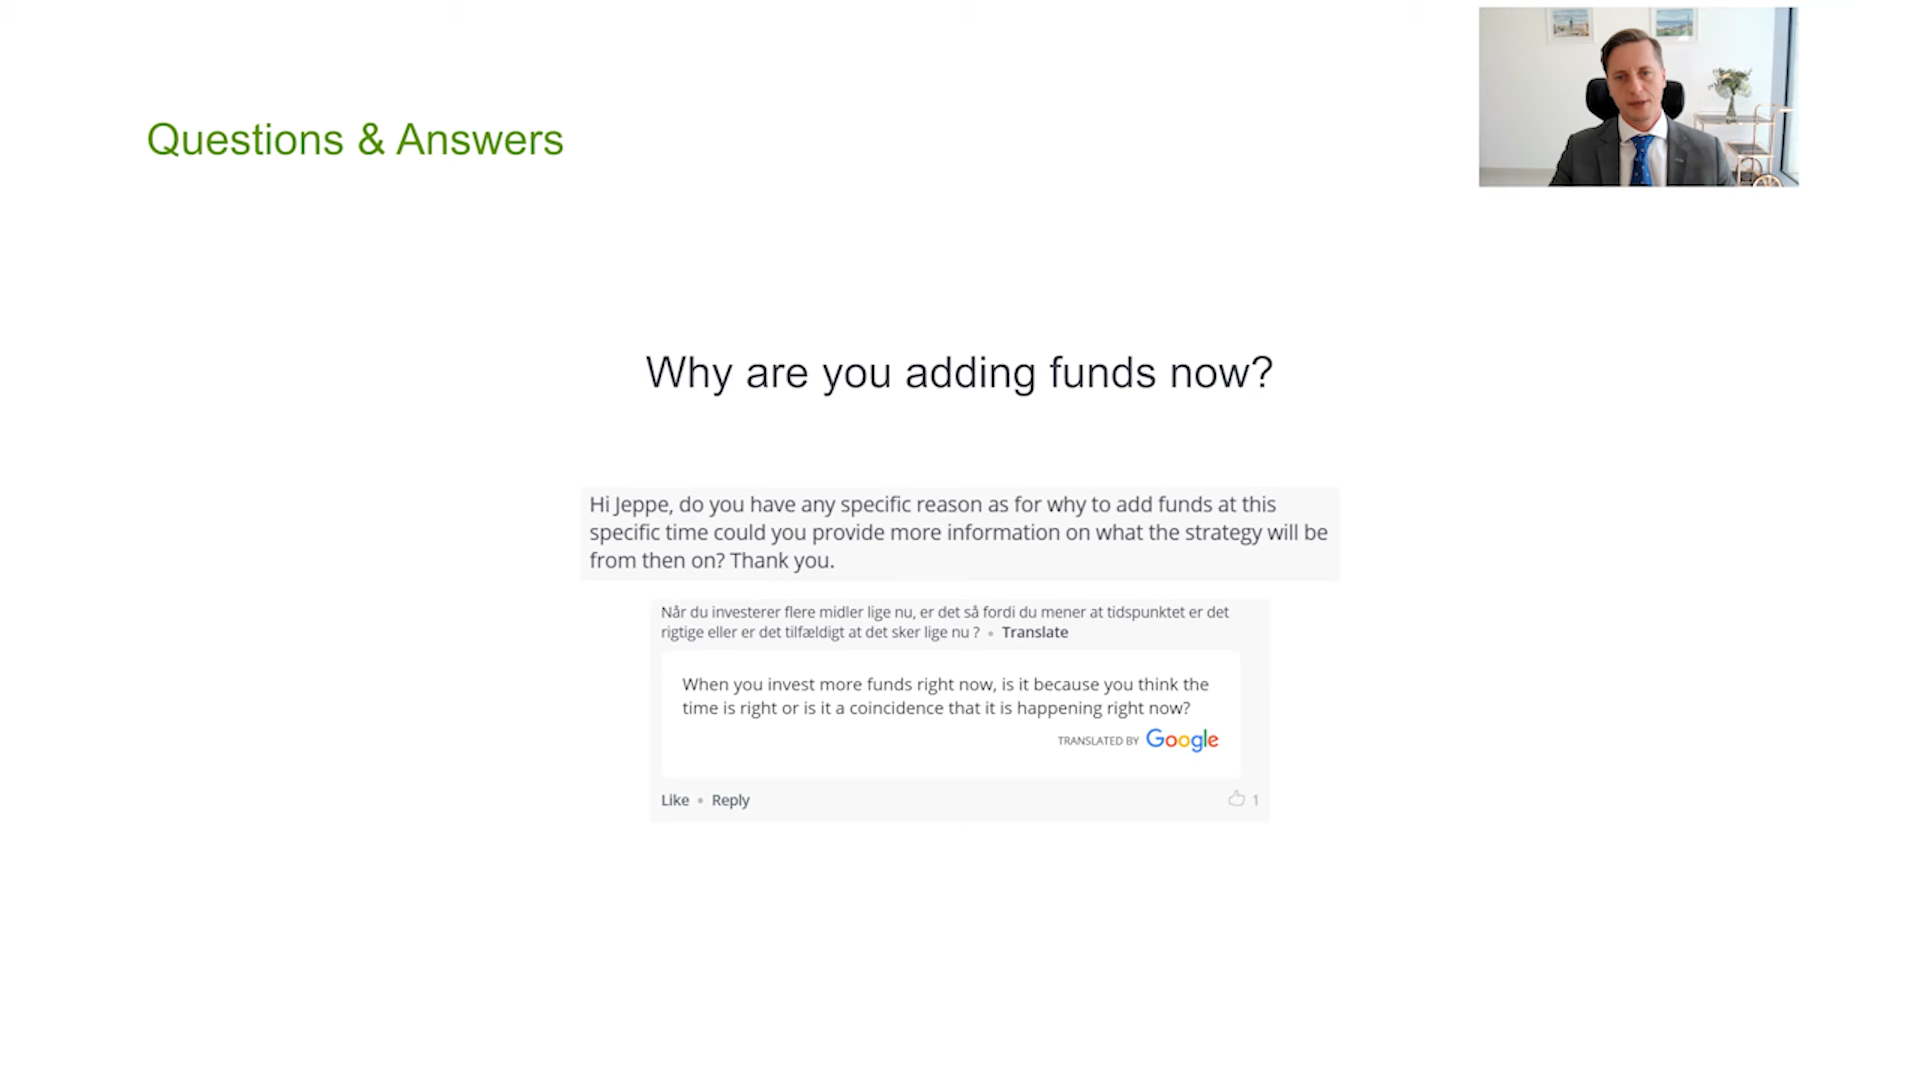 Questions & Answers
Why are you adding funds now?
Hi Jeppe, do you have any specific reason as for why to add funds at this
specific time could you provide more information on what the strategy will be
from then on? Thank you.
Når du investerer flere midler lige nu, er det så fordi du mener at tidspunktet er det
rigtige eller er det tilfældigt at det sker lige nu ? • Translate
When you invest more funds right now, is it because you think the
time is right or is it a coincidence that it is happening right now?
TRANSLATED BY Google
Like • Reply 1